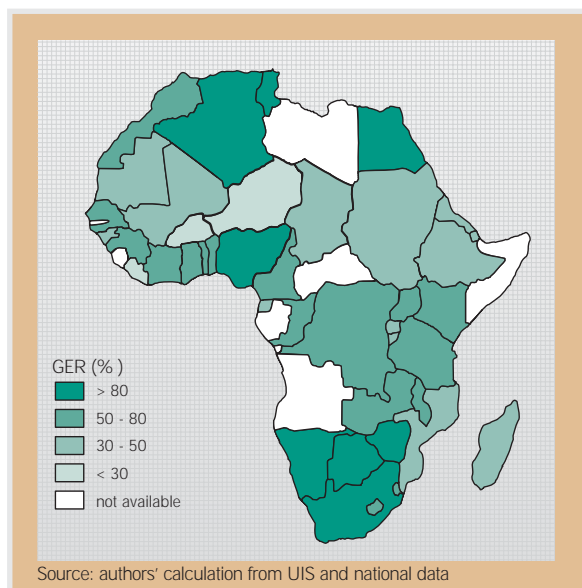 GER (%)
> 80
50 - 80
30 - 50
< 30
not available
Source: authors' calculation from UIS and national data